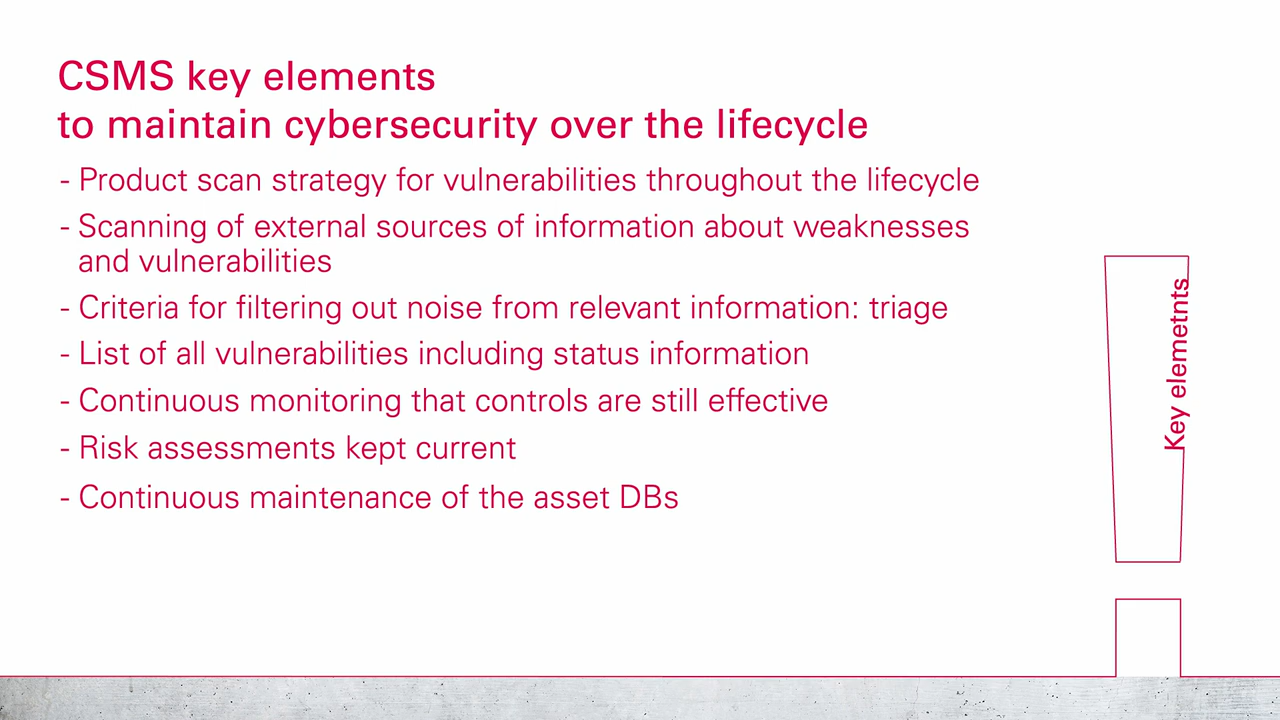 CSMS key elements
to maintain cybersecurity over the lifecycle
- Product scan strategy for vulnerabilities throughout the lifecycle
- Scanning of external sources of information about weaknesses
and vulnerabilities
- Criteria for filtering out noise from relevant information: triage
- List of all vulnerabilities including status information
- Continuous monitoring that controls are still effective
- Risk assessments kept current
- Continuous maintenance of the asset DBs
Key elemetnts